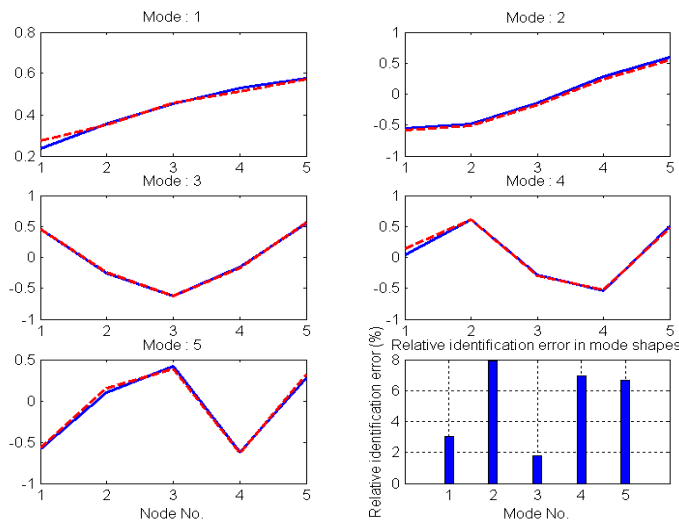 Mode : 1
0.8
0.6
0.4
0.2
1 2 3 4 5
Mode : 2
1
0.5
0
-0.5
-1
1 2 3 4 5
Mode : 3
1
0.5
0
-0.5
-1
1 2 3 4 5
Mode : 4
1
0.5
0
-0.5
-1
1 2 3 4 5
Mode : 5
0.5
0
-0.5
-1
1 2 3 4 5
Node No.
Relative identification error in mode shapes
Relative identification error (%)
8
6
4
2
0
1 2 3 4 5
Mode No.